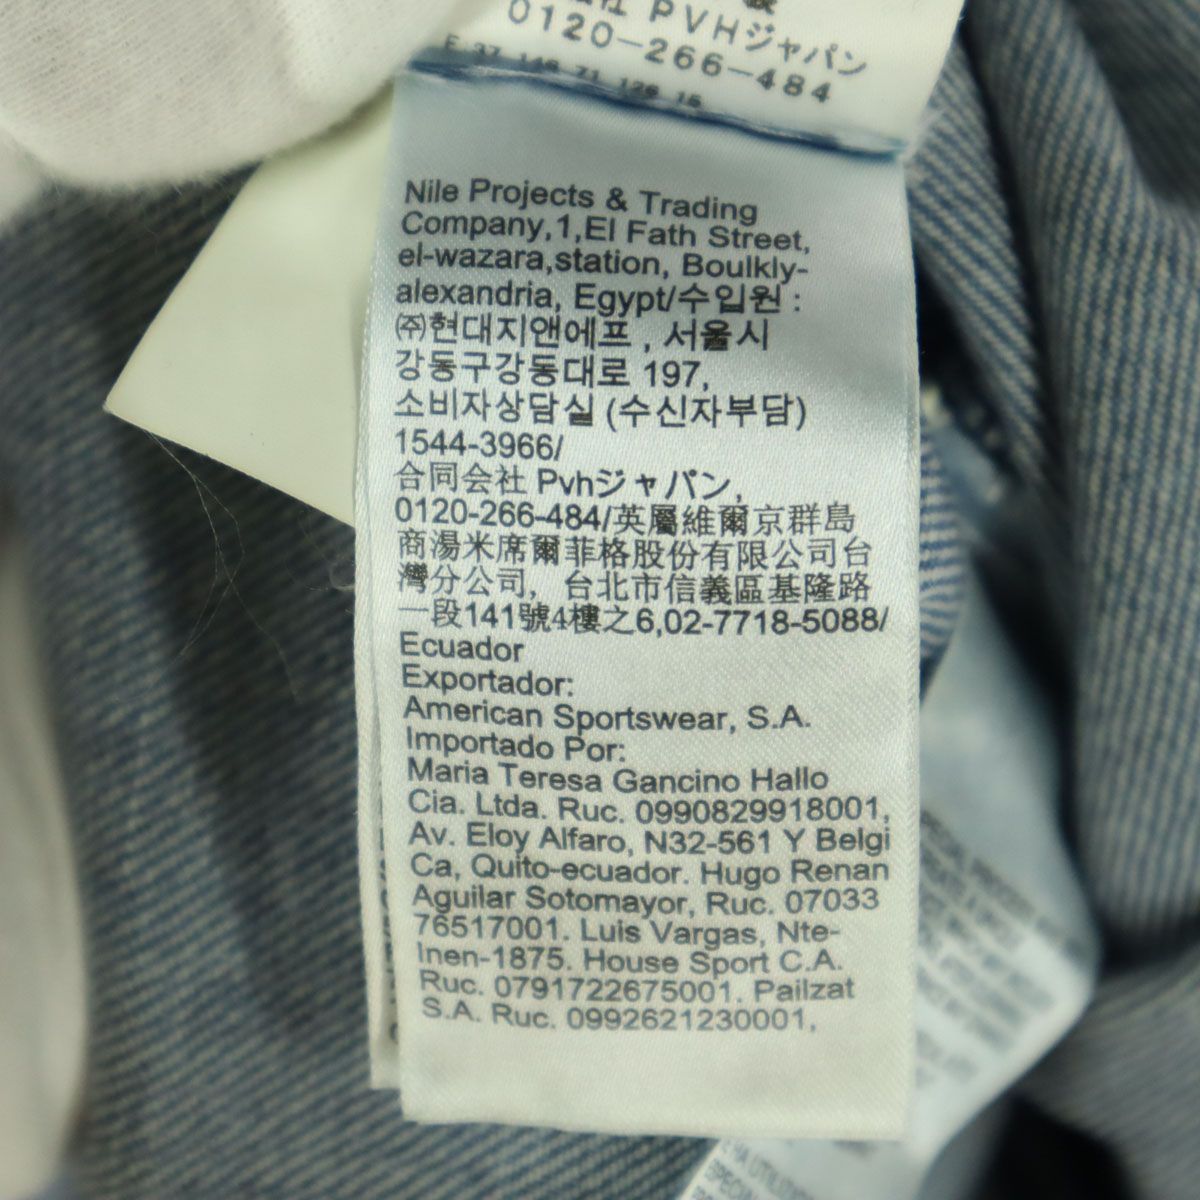 PVHジャパン
0120-266-484
Nile Projects & Trading
Company,1,El Fath Street,
el-wazara,station, Boulkly-
alexandria, Egypt/수입원 :
㈜현대지앤에프 , 서울시
강동구강동대로 197,
소비자상담실 (수신자부담)
1544-3966/
合同会社 Pvhジャパン,
0120-266-484/英屬維爾京群島
商湯米席爾菲格股份有限公司台
灣分公司, 台北市信義區基隆路
一段141號4樓之6,02-7718-5088/
Ecuador
Exportador:
American Sportswear, S.A.
Importado Por:
Maria Teresa Gancino Hallo
Cia. Ltda. Ruc. 0990829918001,
Av. Eloy Alfaro, N32-561 Y Belgi
Ca, Quito-ecuador. Hugo Renan
Aguilar Sotomayor, Ruc. 07033
76517001. Luis Vargas, Nte-
Inen-1875. House Sport C.A.
Ruc. 0791722675001. Pailzat
S.A. Ruc. 0992621230001,